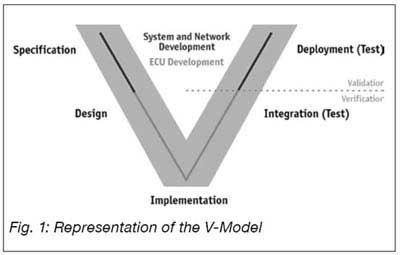 System and Network
Development
Specification
Deployment (Test)
ECU Development
Validation
Verification
Design
Integration (Test)
Implementation
Fig. 1: Representation of the V-Model